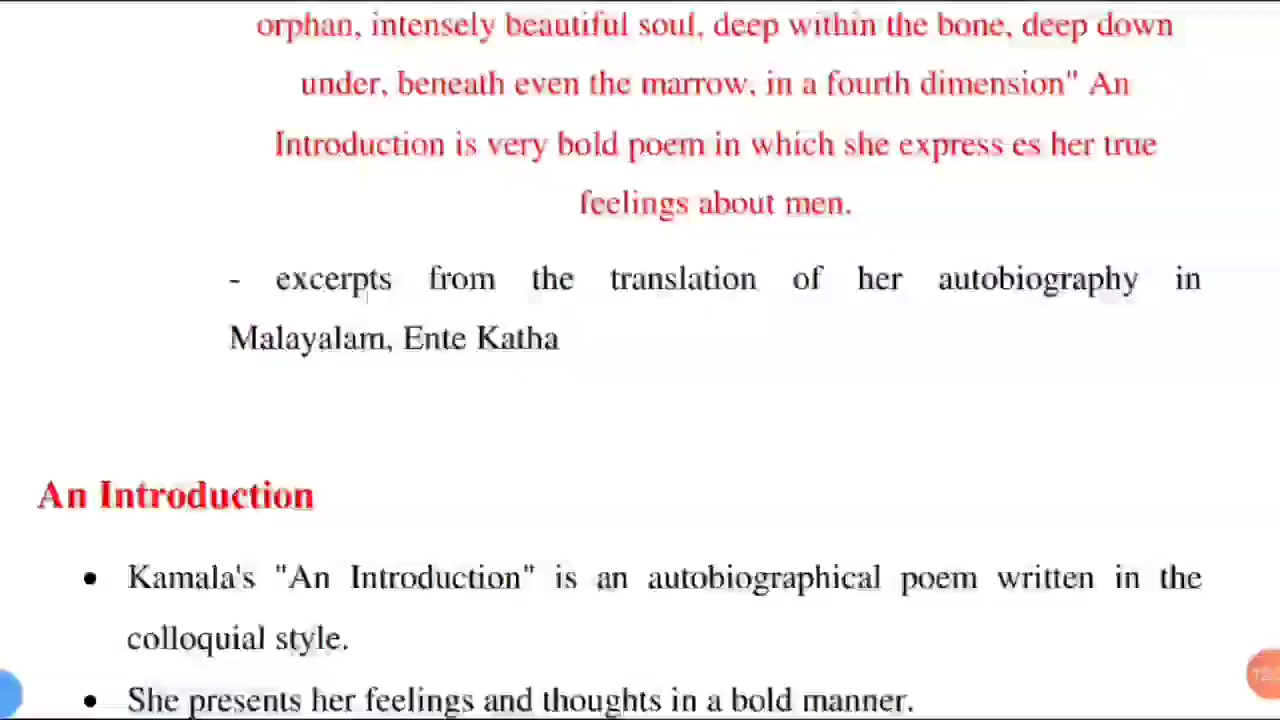 orphan, intensely beautiful soul, deep within the bone, deep down
under, beneath even the marrow, in a fourth dimension" An
Introduction is very bold poem in which she express es her true
feelings about men.
- excerpts from the translation of her autobiography in
Malayalam, Ente Katha
An Introduction
• Kamala's "An Introduction" is an autobiographical poem written in the
colloquial style.
• She presents her feelings and thoughts in a bold manner.